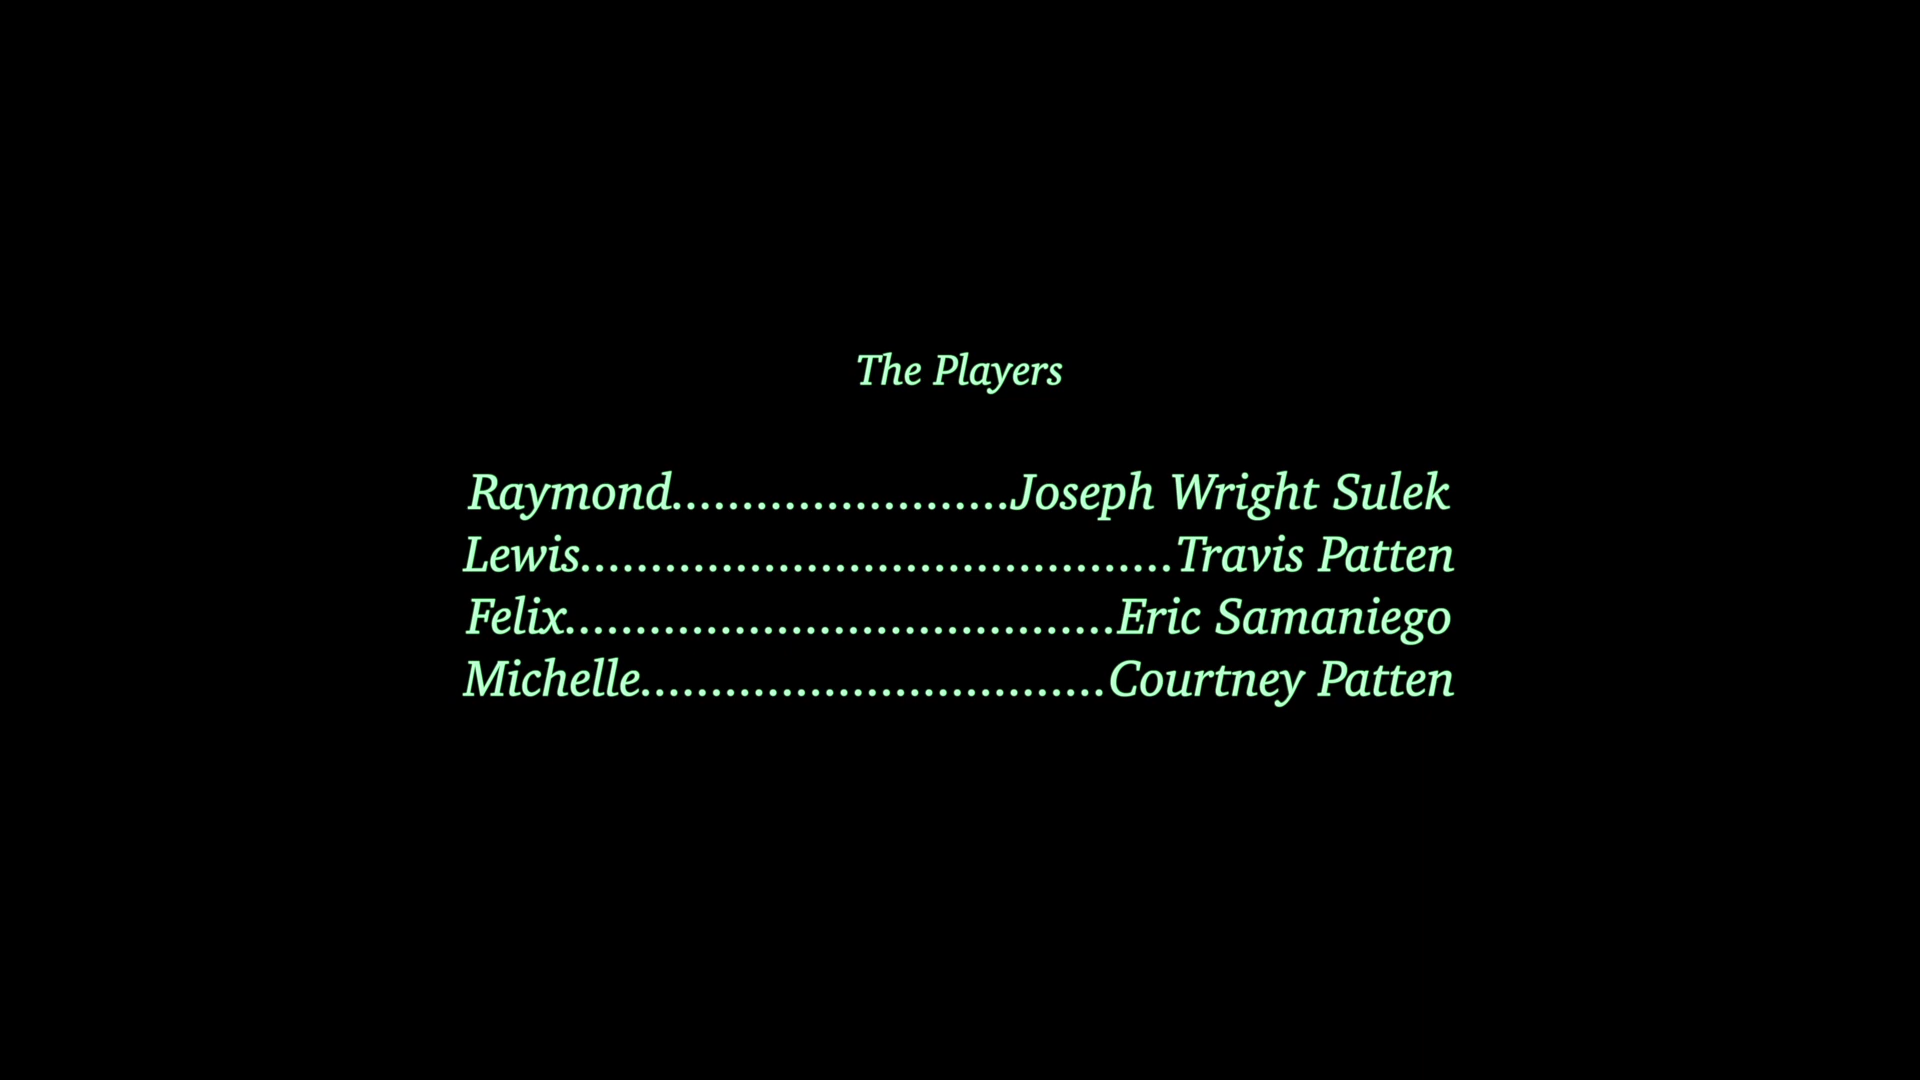 The Players
Raymond........................Joseph Wright Sulek
Lewis..........................................Travis Patten
Felix.......................................Eric Samaniego
Michelle.................................Courtney Patten